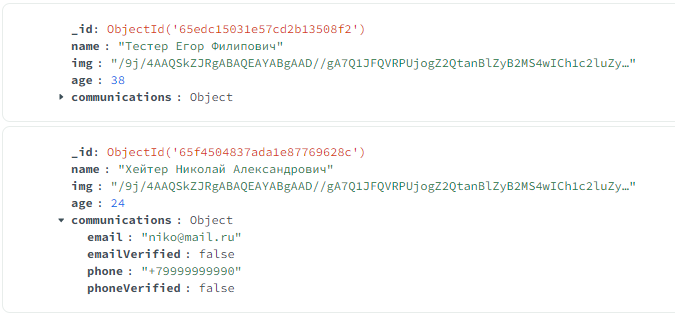 _id: ObjectId('65edc15031e57cd2b13508f2')
name : "Тестер Егор Филипович"
img : "/9j/4AAQSkZJRgABAQEAYABgAAD//gA7Q1JFQVRPUjogZ2QtanBlZyB2MS4wICh1c2luZy…"
age : 38
communications : Object
_id: ObjectId('65f4504837ada1e87769628c')
name : "Хейтер Николай Александрович"
img : "/9j/4AAQSkZJRgABAQEAYABgAAD//gA7Q1JFQVRPUjogZ2QtanBlZyB2MS4wICh1c2luZy…"
age : 24
communications : Object
email : "niko@mail.ru"
emailVerified : false
phone : "+79999999990"
phoneVerified : false